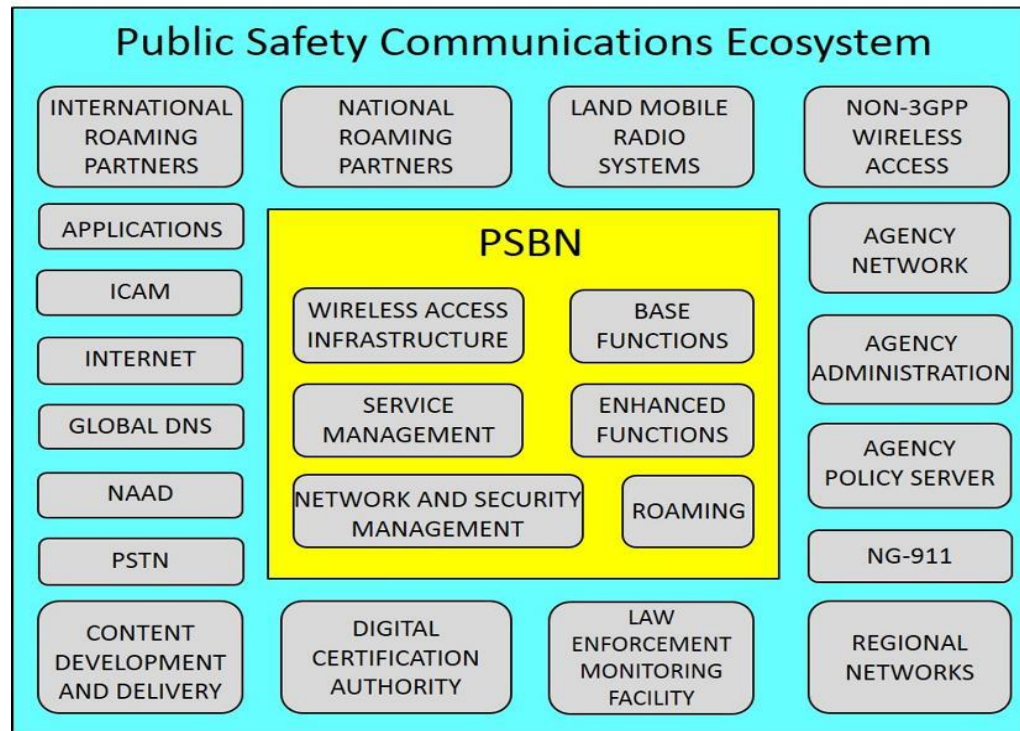 Public Safety Communications Ecosystem
INTERNATIONAL
ROAMING
PARTNERS
NATIONAL
ROAMING
PARTNERS
LAND MOBILE
RADIO
SYSTEMS
NON-3GPP
WIRELESS
ACCESS
APPLICATIONS
ICAM
INTERNET
GLOBAL DNS
NAAD
PSTN
PSBN
WIRELESS ACCESS
INFRASTRUCTURE
BASE
FUNCTIONS
SERVICE
MANAGEMENT
ENHANCED
FUNCTIONS
NETWORK AND SECURITY
MANAGEMENT
ROAMING
AGENCY
NETWORK
AGENCY
ADMINISTRATION
AGENCY
POLICY SERVER
NG-911
CONTENT
DEVELOPMENT
AND DELIVERY
DIGITAL
CERTIFICATION
AUTHORITY
LAW
ENFORCEMENT
MONITORING
FACILITY
REGIONAL
NETWORKS